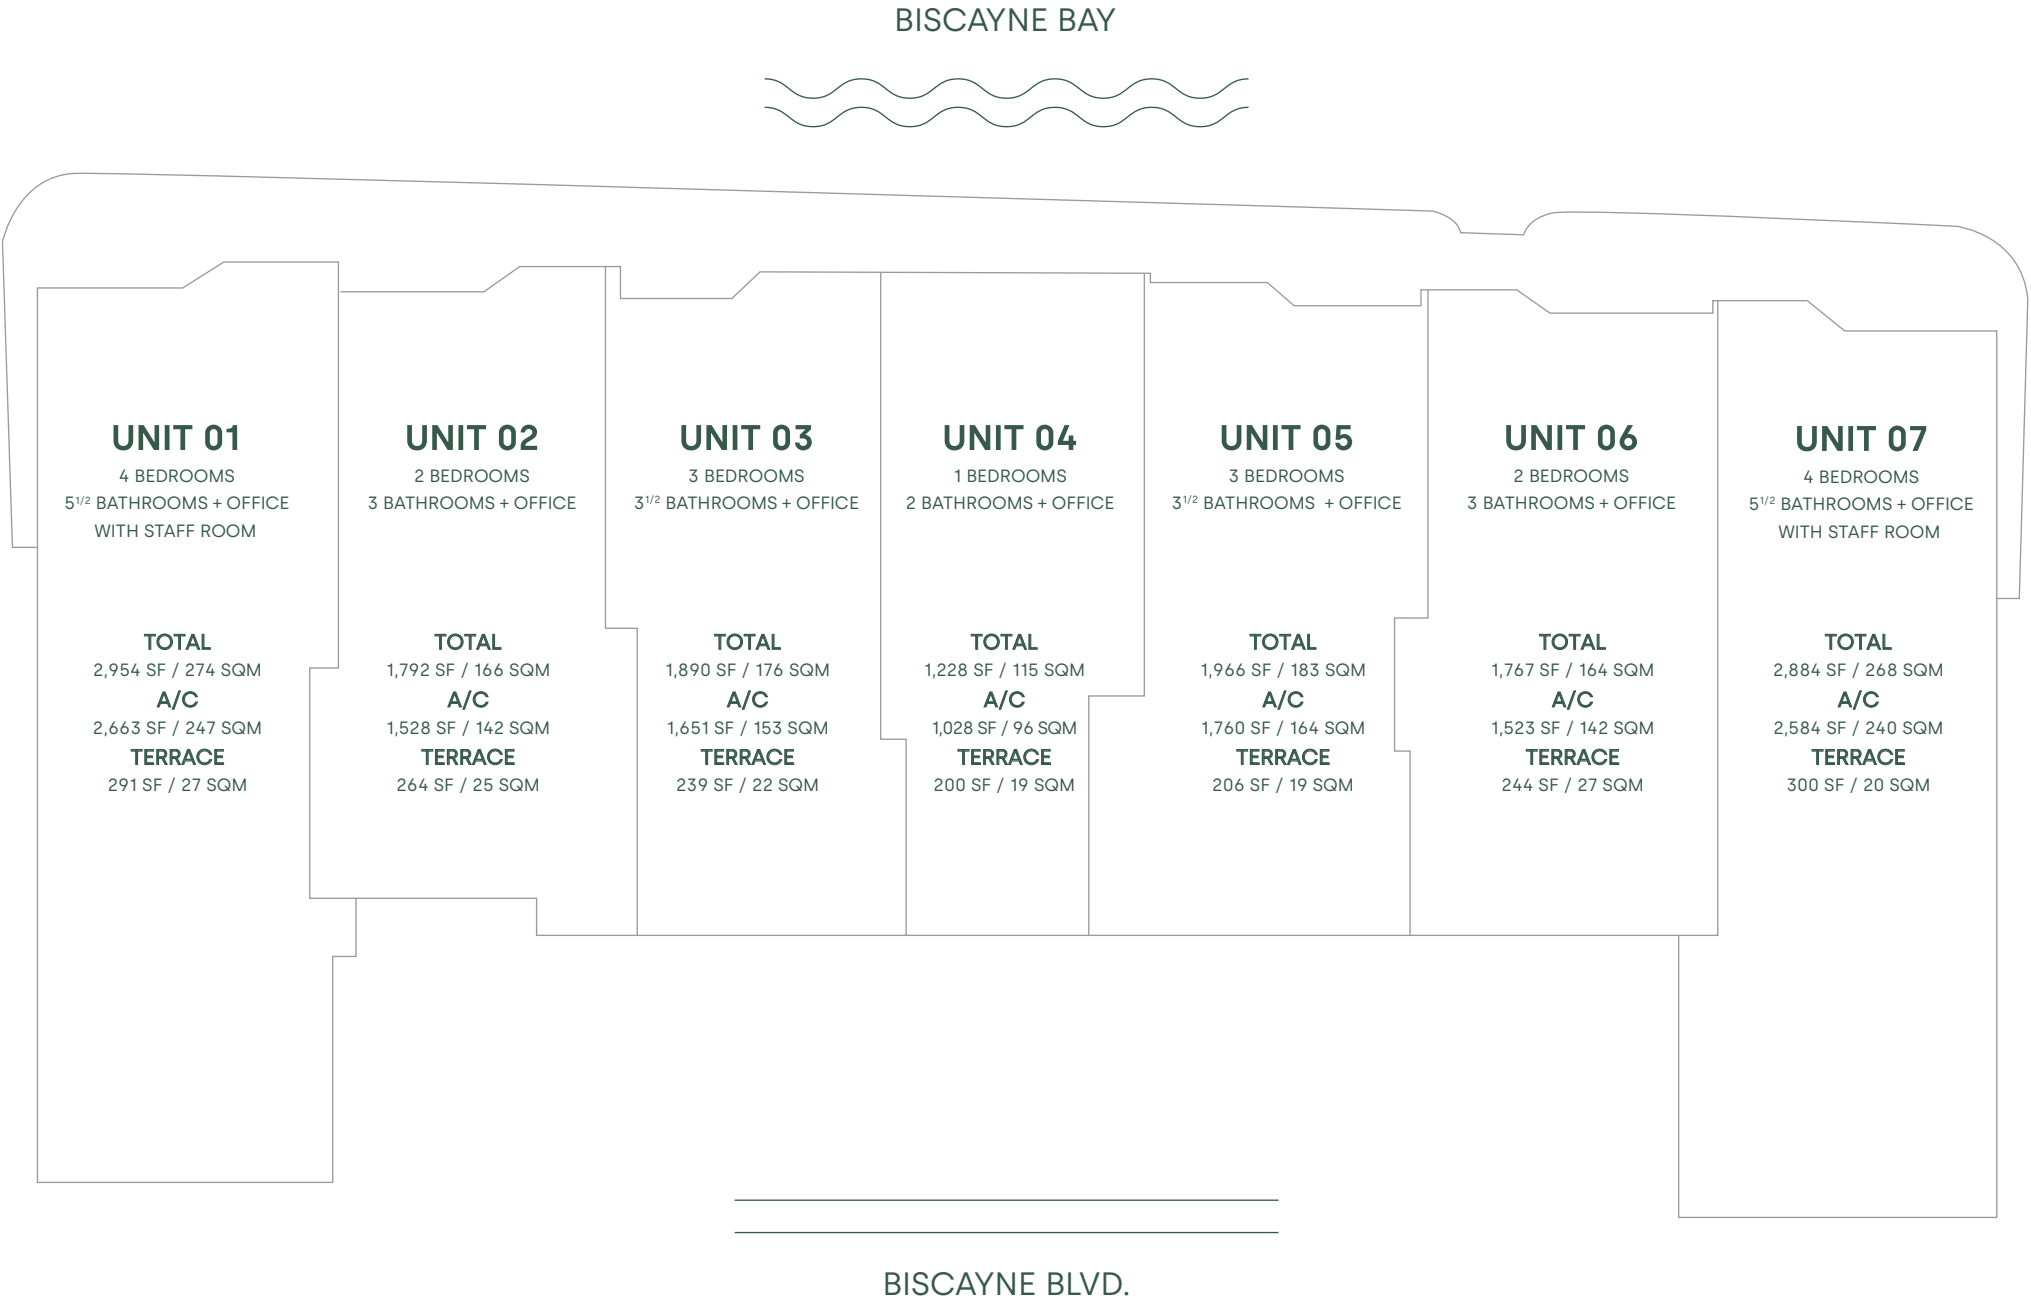 BISCAYNE BAY
UNIT 01
4 BEDROOMS
5 1/2 BATHROOMS + OFFICE
WITH STAFF ROOM
TOTAL
2,954 SF / 274 SQM
A/C
2,663 SF / 247 SQM
TERRACE
291 SF / 27 SQM
UNIT 02
2 BEDROOMS
3 BATHROOMS + OFFICE
TOTAL
1,792 SF / 166 SQM
A/C
1,528 SF / 142 SQM
TERRACE
264 SF / 25 SQM
UNIT 03
3 BEDROOMS
3 1/2 BATHROOMS + OFFICE
TOTAL
1,890 SF / 176 SQM
A/C
1,651 SF / 153 SQM
TERRACE
239 SF / 22 SQM
UNIT 04
1 BEDROOMS
2 BATHROOMS + OFFICE
TOTAL
1,228 SF / 115 SQM
A/C
1,028 SF / 96 SQM
TERRACE
200 SF / 19 SQM
UNIT 05
3 BEDROOMS
3 1/2 BATHROOMS + OFFICE
TOTAL
1,966 SF / 183 SQM
A/C
1,760 SF / 164 SQM
TERRACE
206 SF / 19 SQM
UNIT 06
2 BEDROOMS
3 BATHROOMS + OFFICE
TOTAL
1,767 SF / 164 SQM
A/C
1,523 SF / 142 SQM
TERRACE
244 SF / 27 SQM
UNIT 07
4 BEDROOMS
5 1/2 BATHROOMS + OFFICE
WITH STAFF ROOM
TOTAL
2,884 SF / 268 SQM
A/C
2,584 SF / 240 SQM
TERRACE
300 SF / 20 SQM
BISCAYNE BLVD.